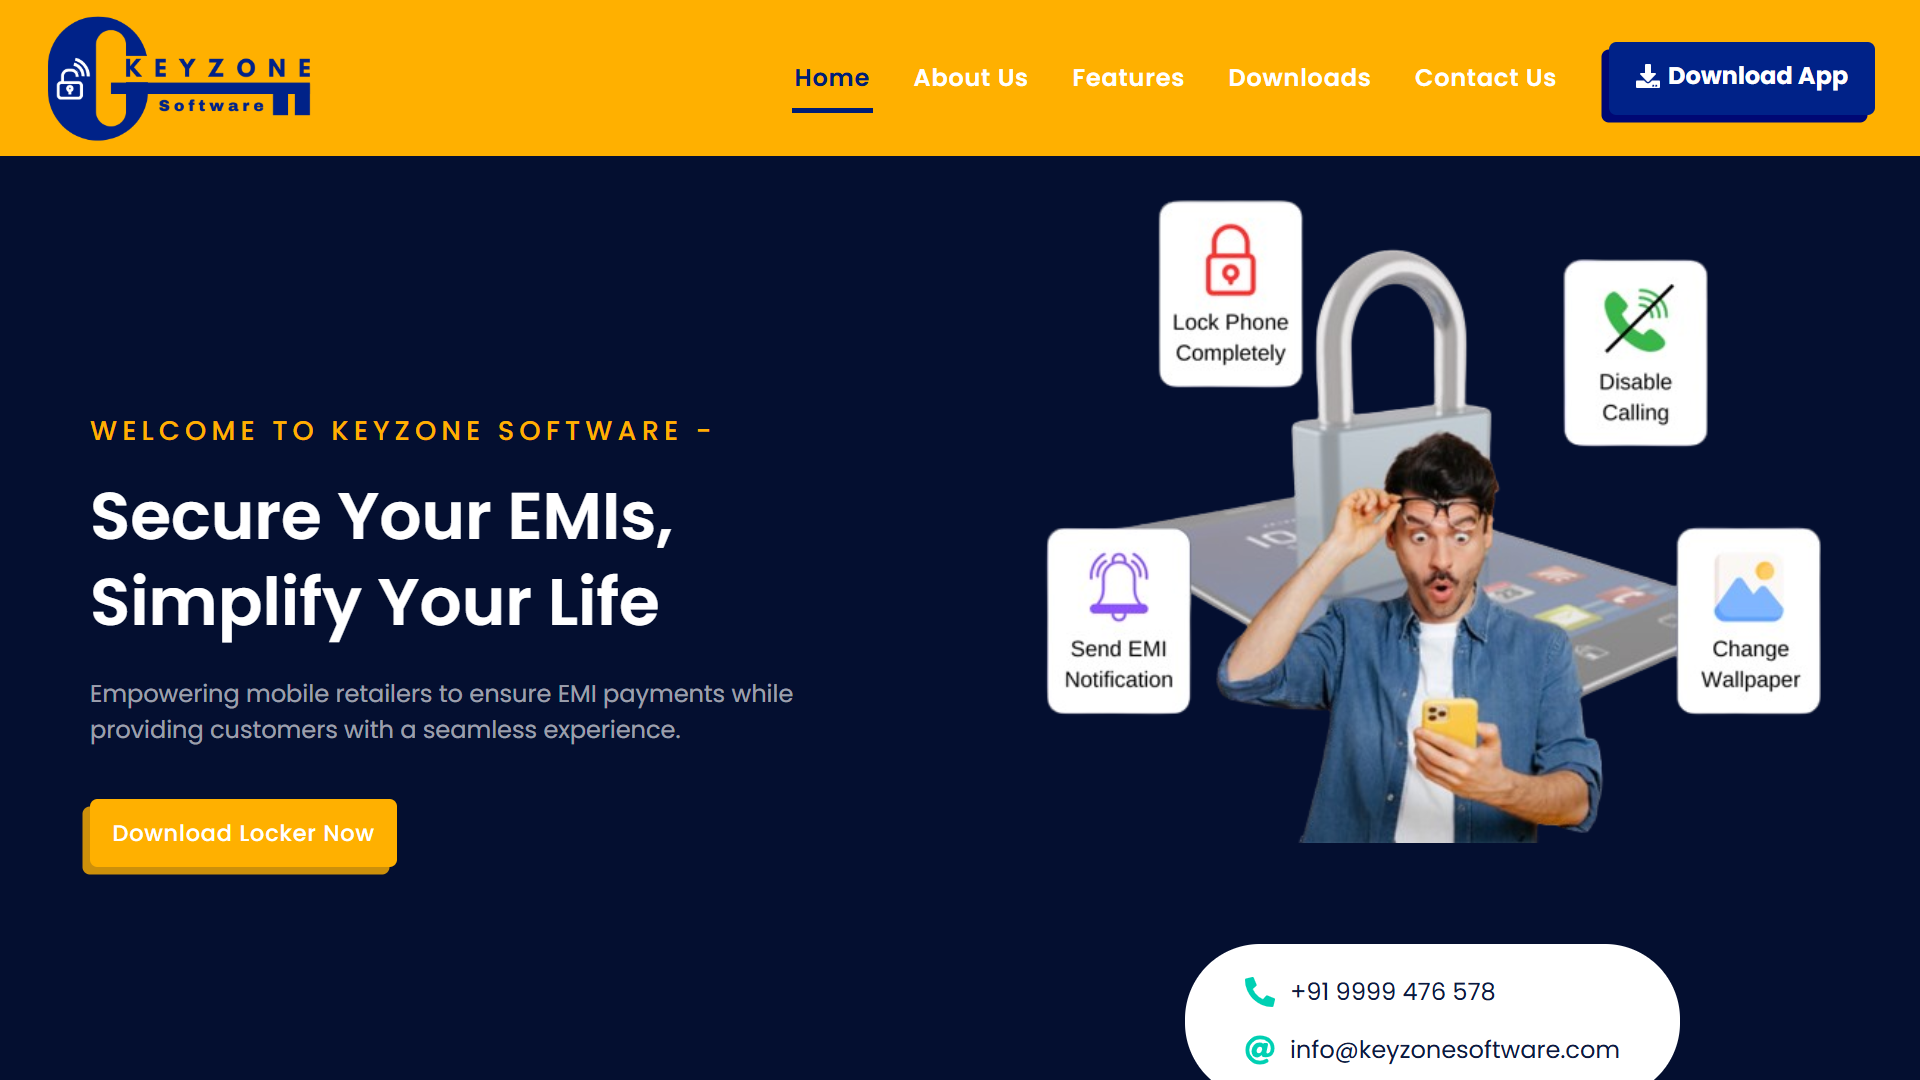 KEYZONE
Software
Home
About Us
Features
Downloads
Contact Us
Download App
Lock Phone
Completely
Disable
Calling
WELCOME TO KEYZONE SOFTWARE -
Secure Your EMIs,
Simplify Your Life
Send EMI
Notification
Change
Wallpaper
Empowering mobile retailers to ensure EMI payments while
providing customers with a seamless experience.
Download Locker Now
+91 9999 476 578
info@keyzonesoftware.com